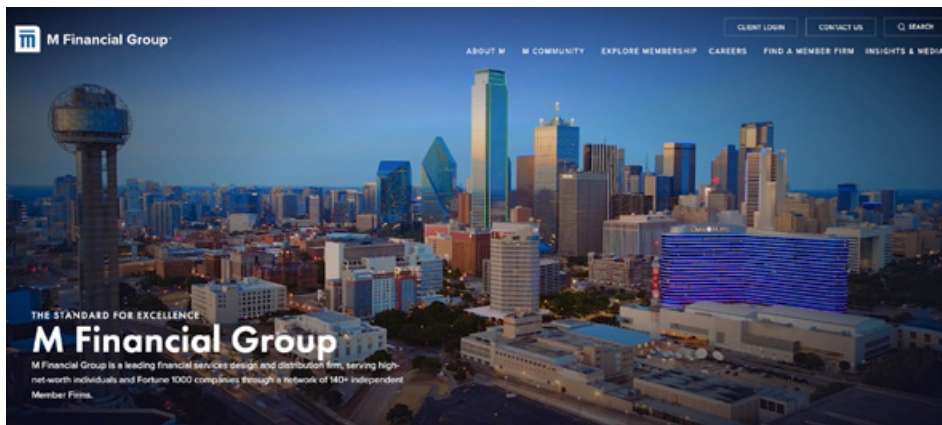 M Financial Group
CLIENT LOGIN
CONTACT US
SEARCH
ABOUT M
M COMMUNITY
EXPLORE MEMBERSHIP
CAREERS
FIND A MEMBER FIRM
INSIGHTS & MEDIA
OMNI HOTEL
THE STANDARD FOR EXCELLENCE
M Financial Group
M Financial Group is a leading financial services design and distribution firm, serving high-
net-worth individuals and Fortune 1000 companies through a network of 140+ independent
Member Firms.